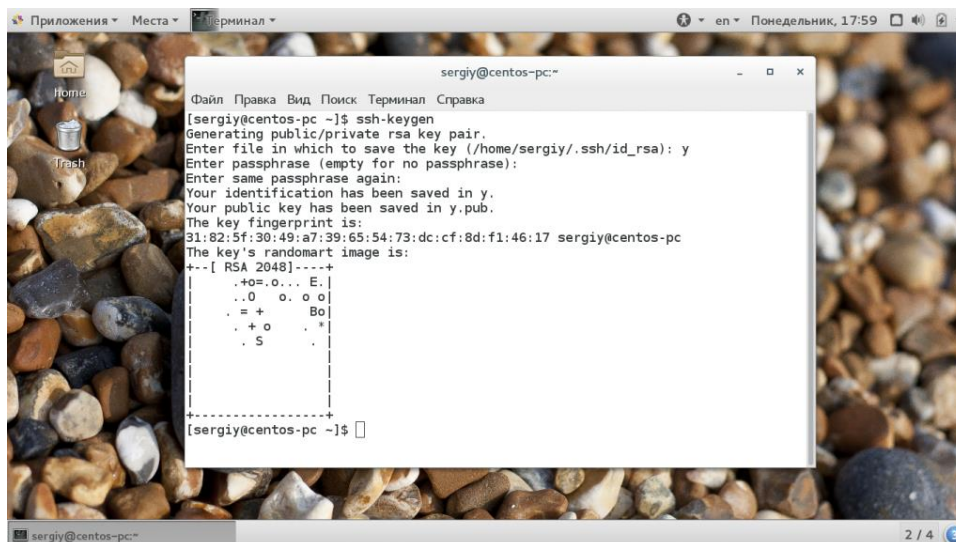 Приложения Места Терминал en Понедельник, 17:59
home
Trash
sergiy@centos-pc:~
Файл Правка Вид Поиск Терминал Справка
[sergiy@centos-pc ~]$ ssh-keygen
Generating public/private rsa key pair.
Enter file in which to save the key (/home/sergiy/.ssh/id_rsa): y
Enter passphrase (empty for no passphrase):
Enter same passphrase again:
Your identification has been saved in y.
Your public key has been saved in y.pub.
The key fingerprint is:
31:82:5f:30:49:a7:39:65:54:73:dc:cf:8d:f1:46:17 sergiy@centos-pc
The key's randomart image is:
+--[ RSA 2048]----+
|     .+o=.o... E.|
|     ..O   o. o o|
|    . = +      Bo|
|     . + o    . *|
|      . S      . |
|                 |
|                 |
|                 |
|                 |
+-----------------+
[sergiy@centos-pc ~]$
sergiy@centos-pc:~ 2 / 4